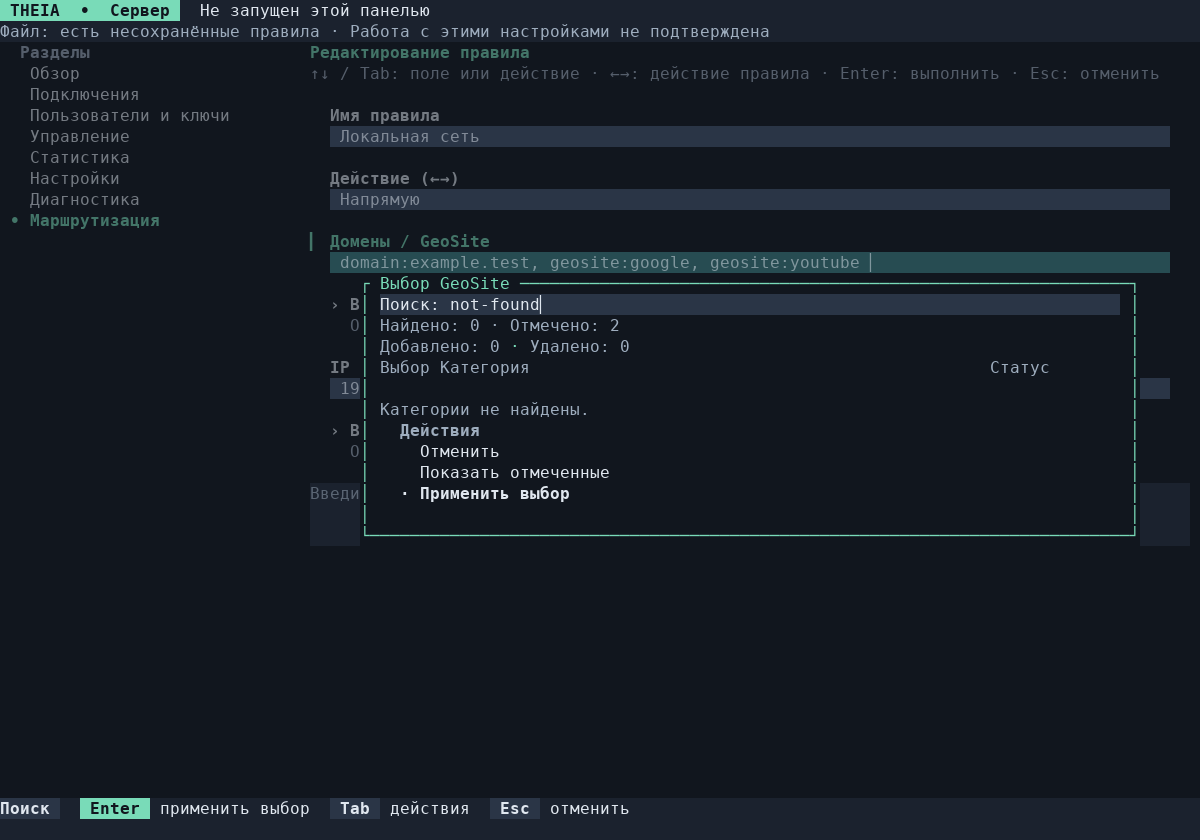 THEIA • Сервер Не запущен этой панелью
Файл: есть несохранённые правила · Работа с этими настройками не подтверждена
Разделы
Обзор
Подключения
Пользователи и ключи
Управление
Статистика
Настройки
Диагностика
• Маршрутизация
Редактирование правила
↑↓ / Tab: поле или действие · ←→: действие правила · Enter: выполнить · Esc: отменить
Имя правила
Локальная сеть
Действие (←→)
Напрямую
Домены / GeoSite
domain:example.test, geosite:google, geosite:youtube
Выбор GeoSite
› В
Поиск: not-found
О
Найдено: 0 · Отмечено: 2
Добавлено: 0 · Удалено: 0
IP
Выбор Категория Статус
19
Категории не найдены.
› В
Действия
О
Отменить
Показать отмеченные
Введи
· Применить выбор
Поиск Enter применить выбор Tab действия Esc отменить